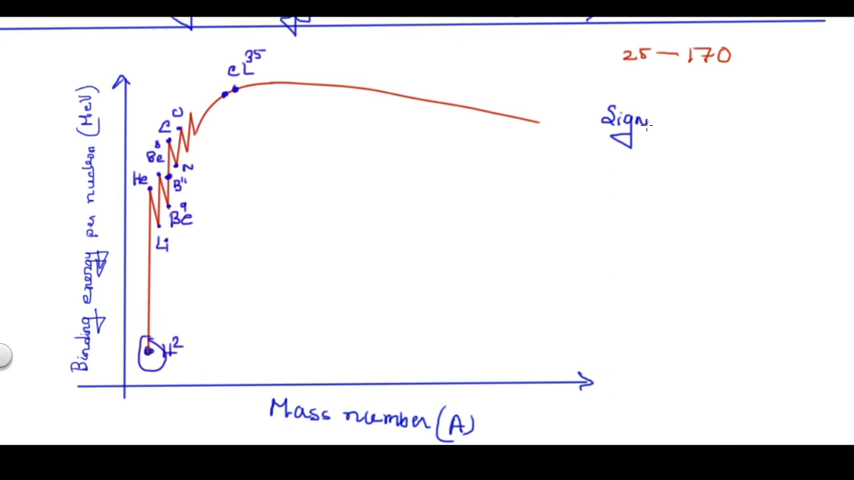 25 — 170
Sign
Cl³⁵
O
C
Be⁸
N
He
B¹¹
Be⁹
Li
H²
Binding energy per nucleon (MeV)
Mass number (A)